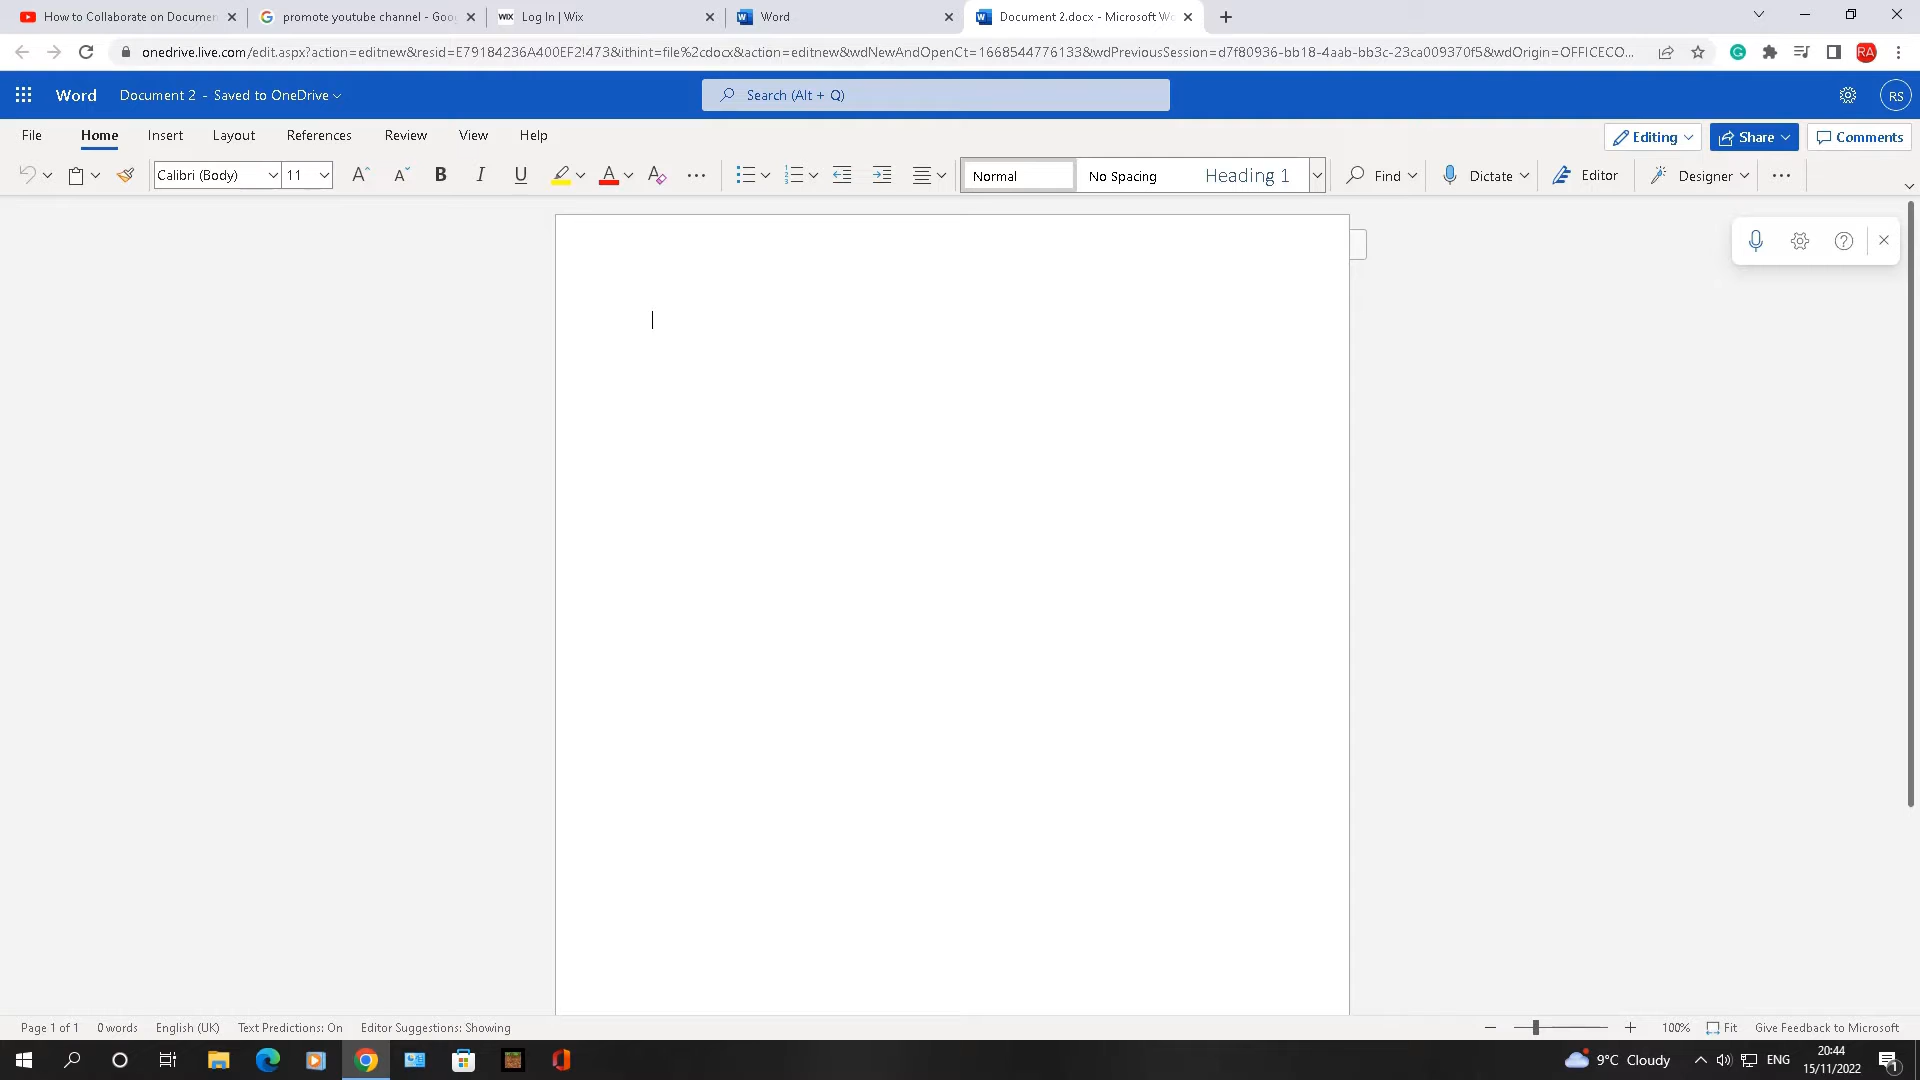 How to Collaborate on Documen
promote youtube channel - Goo
WIX Log In | Wix
Word
Document 2.docx - Microsoft Wo
onedrive.live.com/edit.aspx?action=editnew&resid=E79184236A400EF2!473&ithint=file%2cdocx&action=editnew&wdNewAndOpenCt=1668544776133&wdPreviousSession=d7f80936-bb18-4aab-bb3c-23ca009370f5&wdOrigin=OFFICECO...
RA
Word Document 2 - Saved to OneDrive
Search (Alt + Q)
RS
File Home Insert Layout References Review View Help
Editing Share Comments
Calibri (Body) 11
B I U
Normal No Spacing Heading 1
Find Dictate Editor Designer
Page 1 of 1 0 words English (UK) Text Predictions: On Editor Suggestions: Showing
100% Fit Give Feedback to Microsoft
9°C Cloudy
ENG
20:44
15/11/2022
1